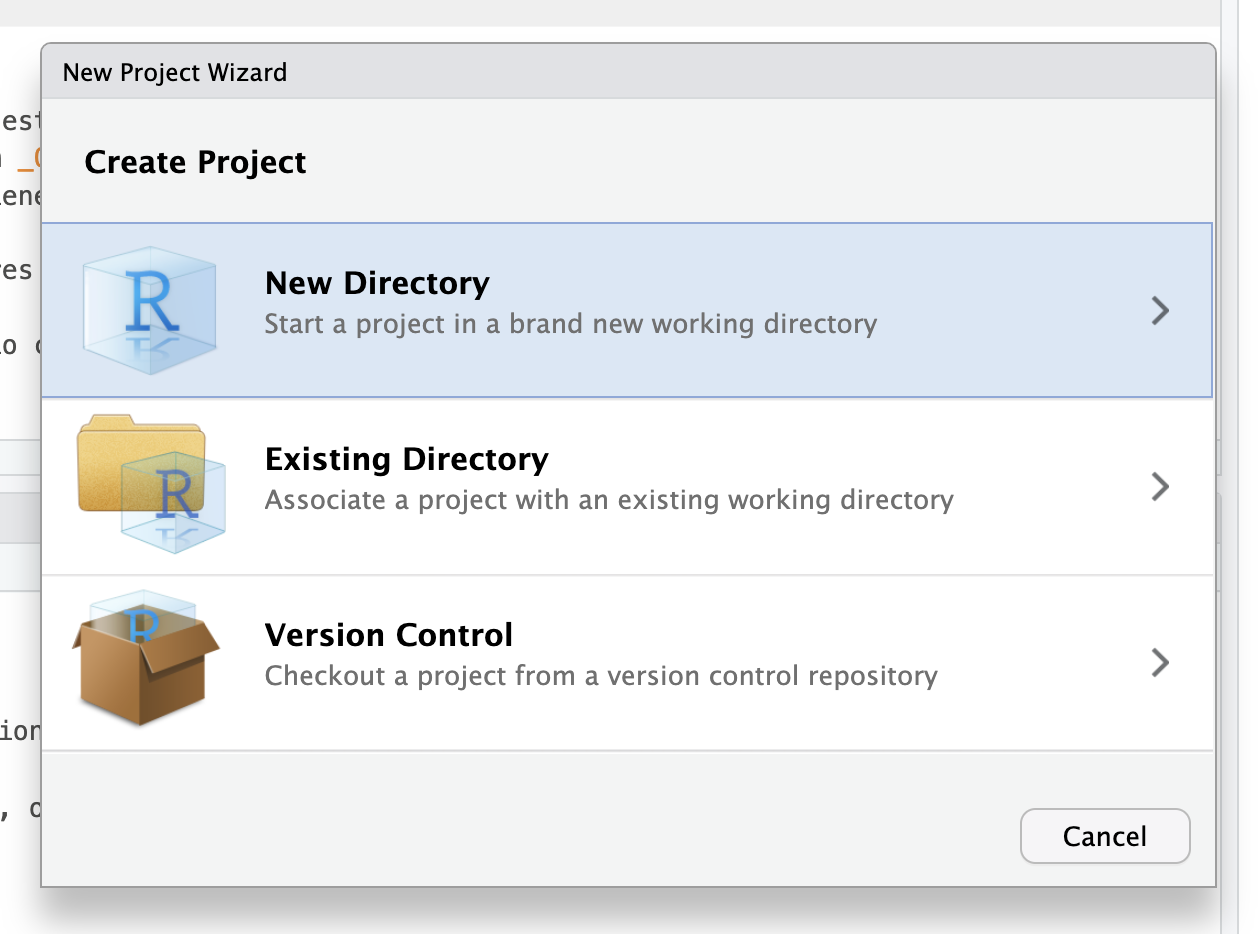 New Project Wizard
Create Project
R
New Directory
Start a project in a brand new working directory
R
Existing Directory
Associate a project with an existing working directory
R
Version Control
Checkout a project from a version control repository
Cancel